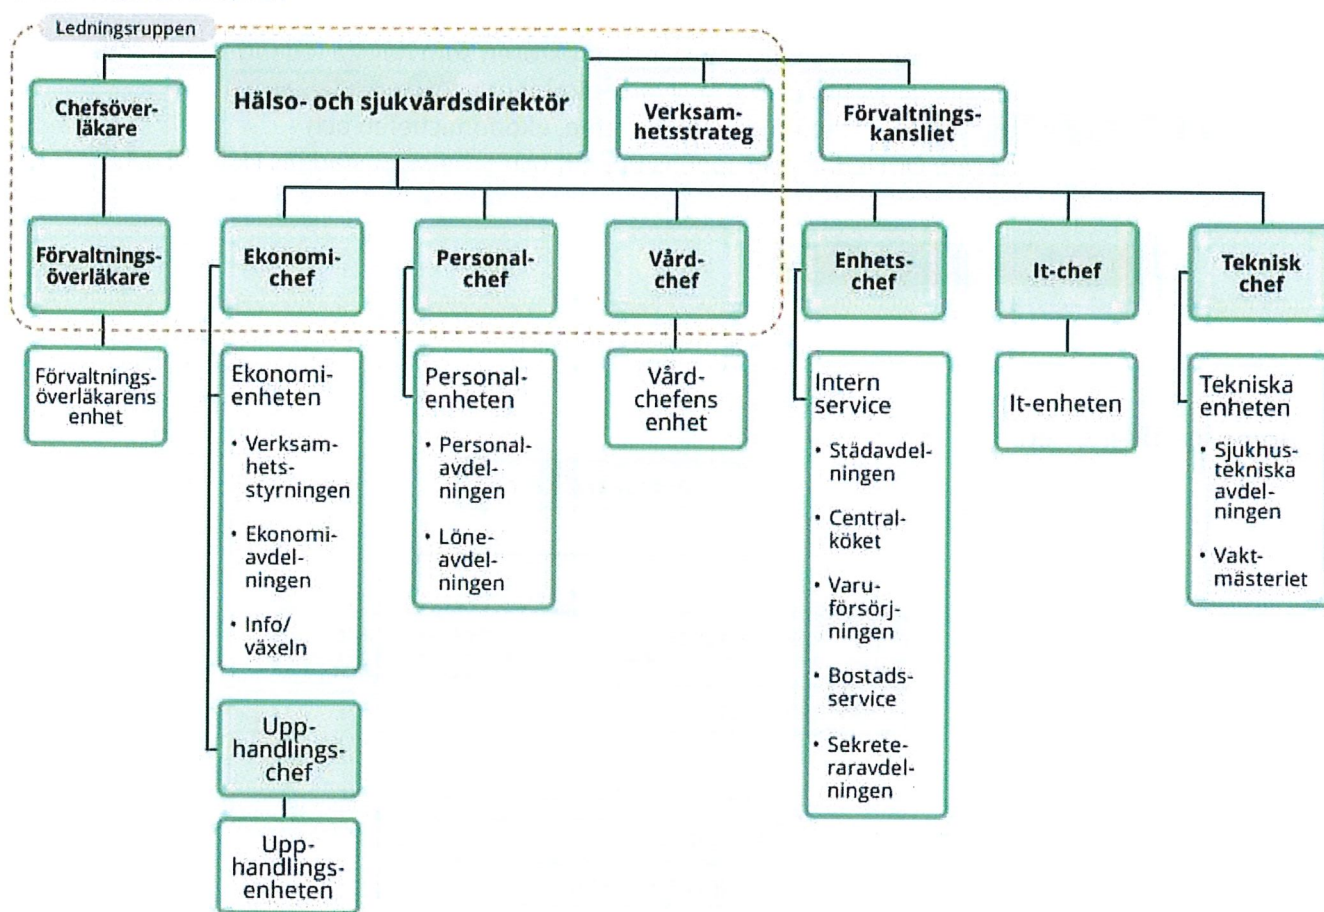 Ledningsruppen
Hälso- och sjukvårdsdirektör
Chefsöver-
läkare
Verksam-
hetsstrateg
Förvaltnings-
kansliet
Förvaltnings-
överläkare
Ekonomi-
chef
Personal-
chef
Vård-
chef
Enhets-
chef
It-chef
Teknisk
chef
Förvaltnings-
överläkarens
enhet
Ekonomi-
enheten
• Verksam-
hets-
styrningen
• Ekonomi-
avdel-
ningen
• Info/
växeln
Upp-
handlings-
chef
Upp-
handlings-
enheten
Personal-
enheten
• Personal-
avdel-
ningen
• Löne-
avdel-
ningen
Vård-
chefens
enhet
Intern
service
• Städavdel-
ningen
• Central-
köket
• Varu-
försörj-
ningen
• Bostads-
service
• Sekrete-
raravdel-
ningen
It-enheten
Tekniska
enheten
• Sjukhus-
tekniska
avdel-
ningen
• Vakt-
mästeriet